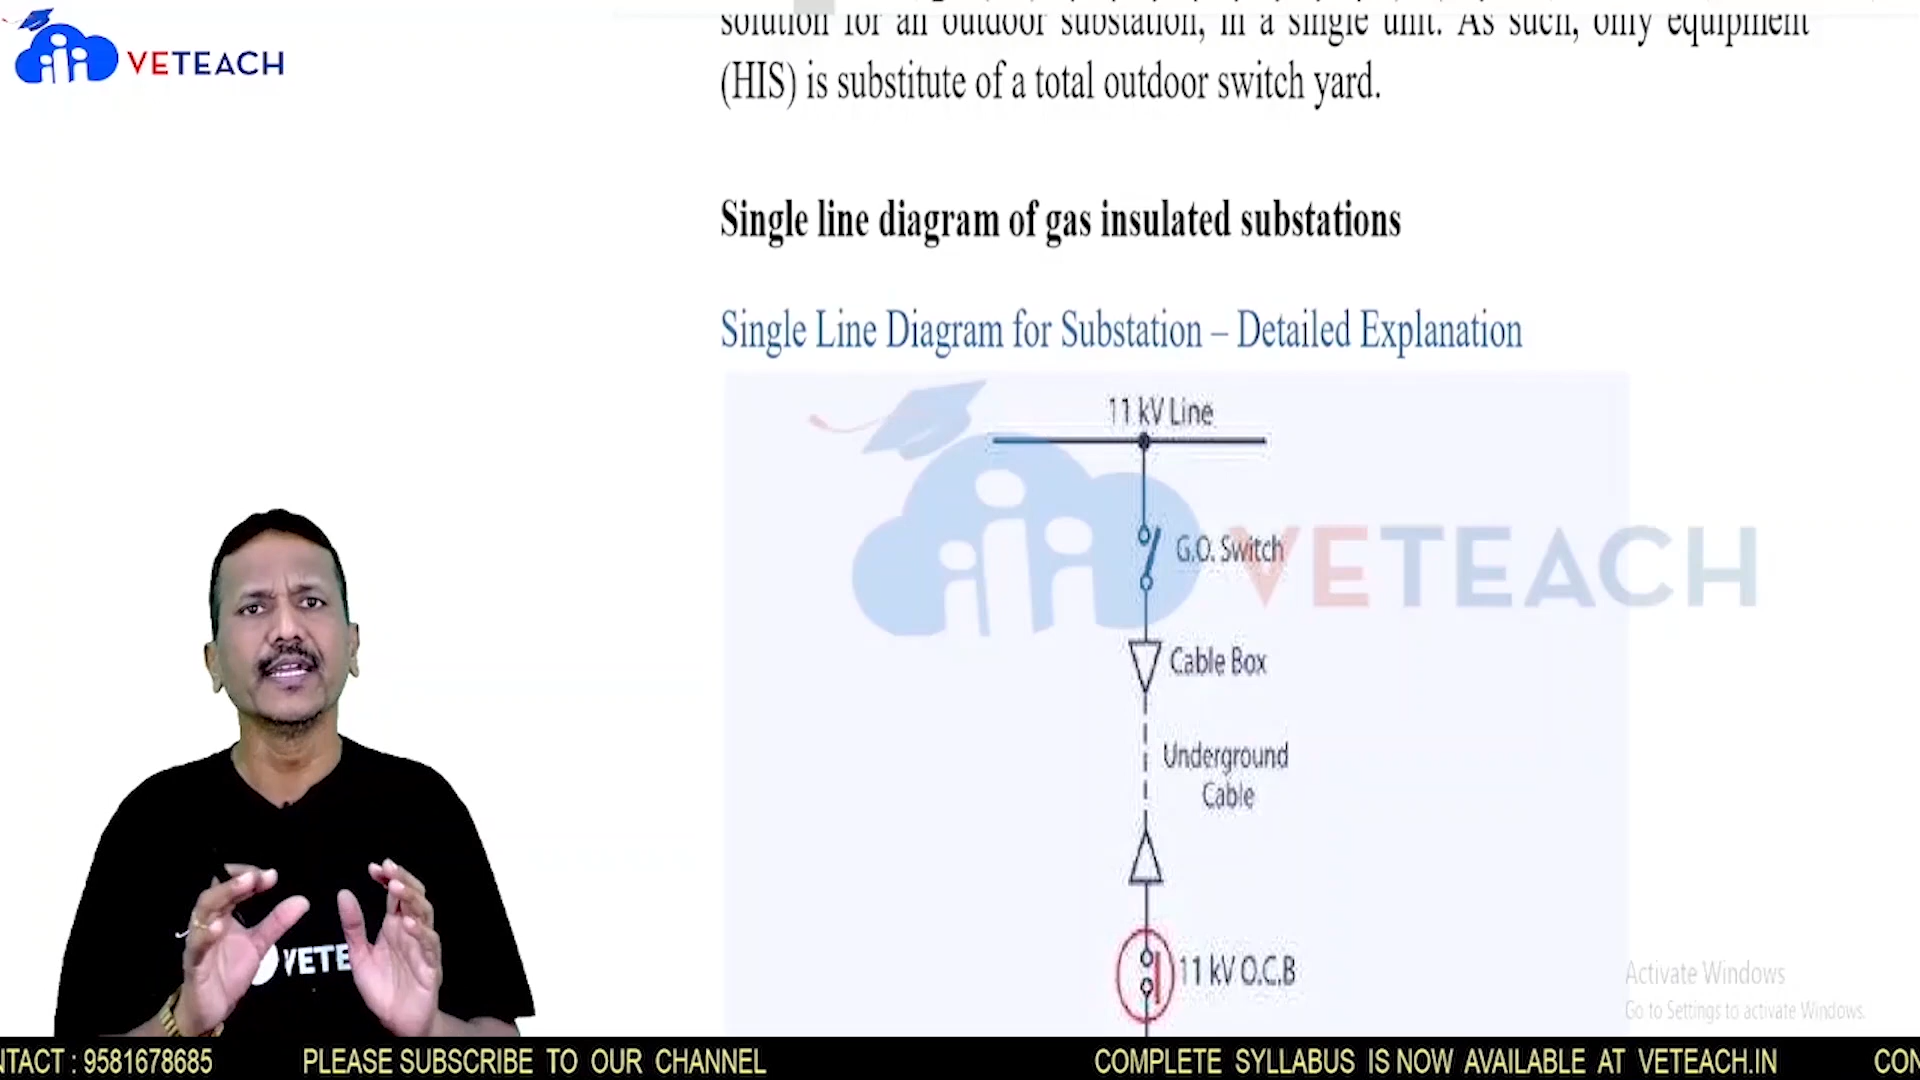 VETEACH
solution for an outdoor substation, in a single unit. As such, only equipment
(HIS) is substitute of a total outdoor switch yard.
Single line diagram of gas insulated substations
Single Line Diagram for Substation – Detailed Explanation
11 kV Line
G.O. Switch
VETEACH
Cable Box
Underground
Cable
11 kV O.C.B
VETE
Activate Windows
Go to Settings to activate Windows.
NTACT : 9581678685 PLEASE SUBSCRIBE TO OUR CHANNEL COMPLETE SYLLABUS IS NOW AVAILABLE AT VETEACH.IN CON